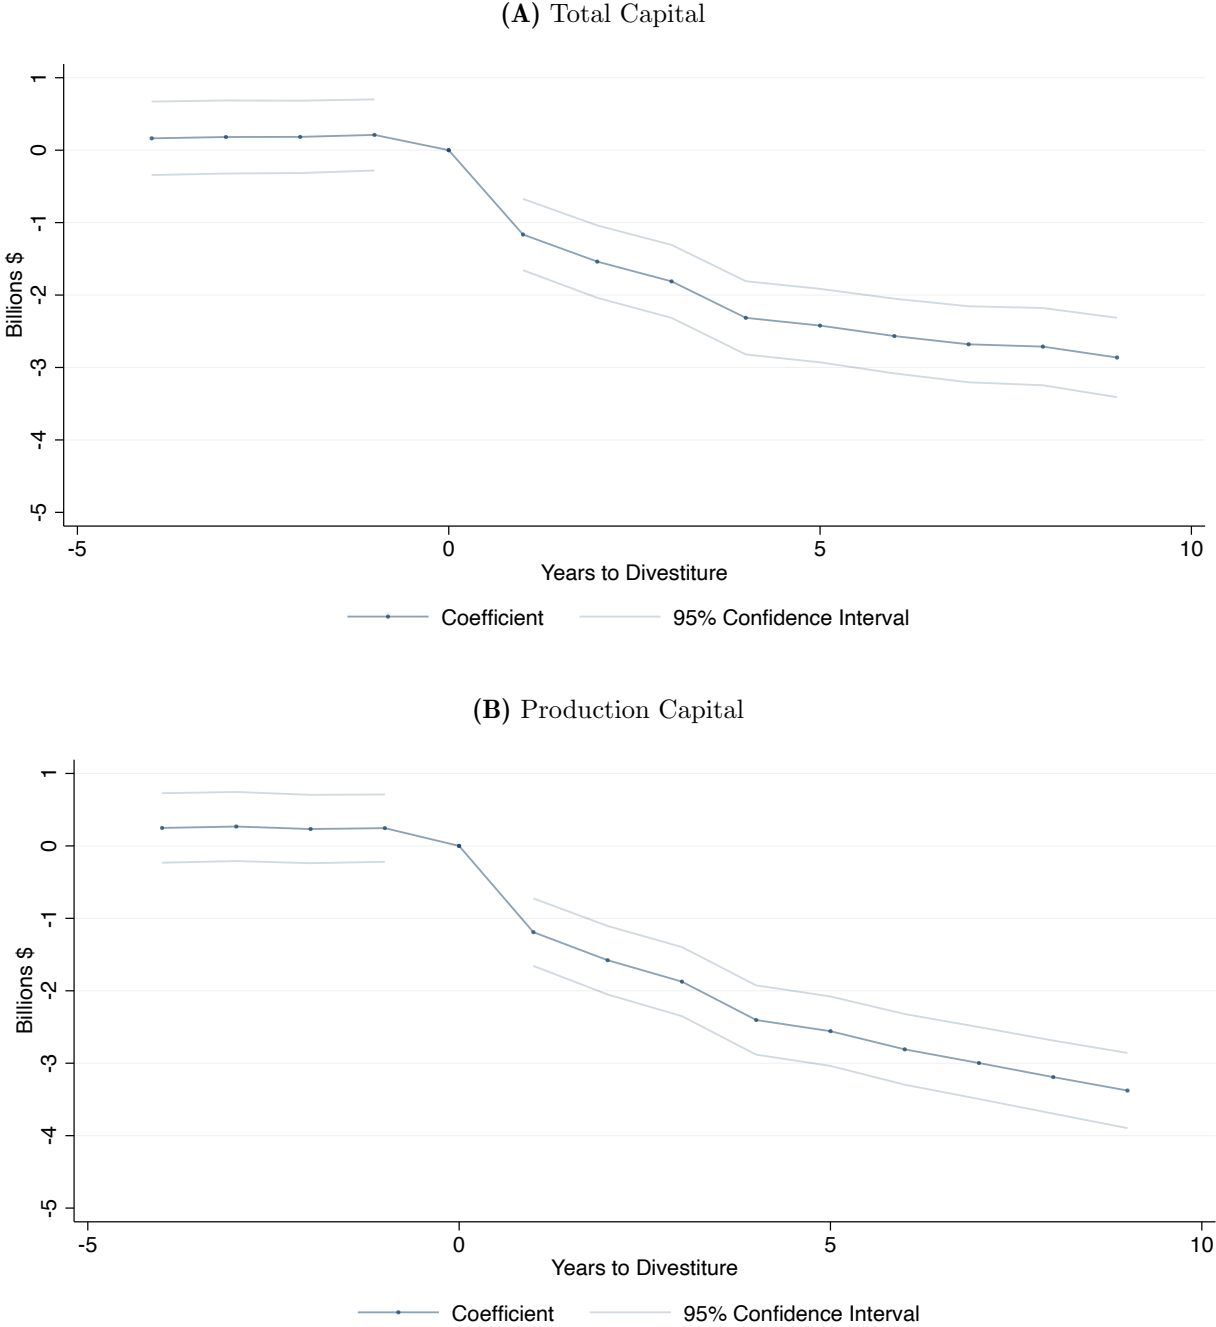 (A) Total Capital
1
0
-1
-2
-3
-4
-5
Billions $
-5 0 5 10
Years to Divestiture
Coefficient 95% Confidence Interval
(B) Production Capital
1
0
-1
-2
-3
-4
-5
Billions $
-5 0 5 10
Years to Divestiture
Coefficient 95% Confidence Interval